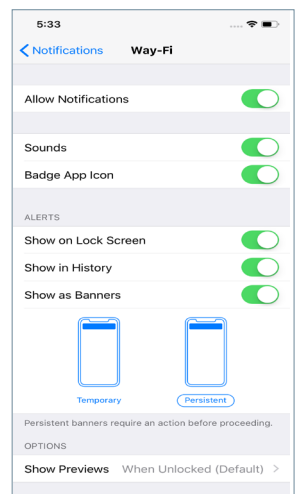 5:33
Notifications Way-Fi
Allow Notifications
Sounds
Badge App Icon
ALERTS
Show on Lock Screen
Show in History
Show as Banners
Temporary Persistent
Persistent banners require an action before proceeding.
OPTIONS
Show Previews When Unlocked (Default)